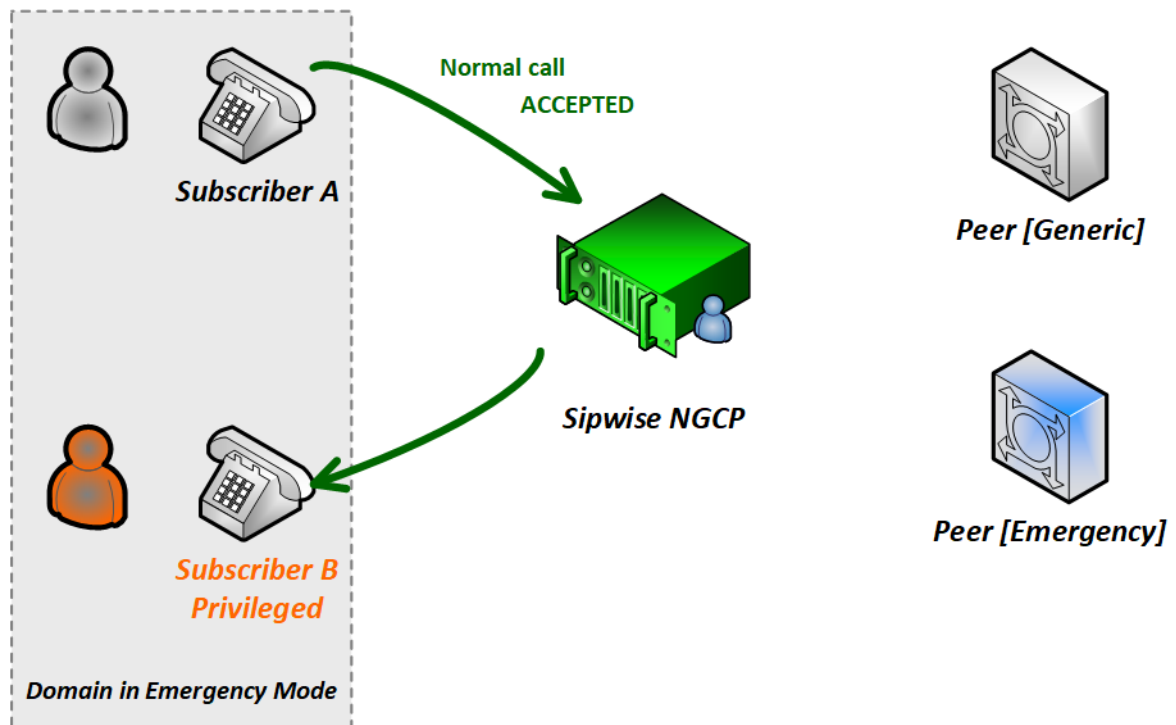 Normal call
ACCEPTED
Subscriber A
Peer [Generic]
Sipwise NGCP
Peer [Emergency]
Subscriber B
Privileged
Domain in Emergency Mode